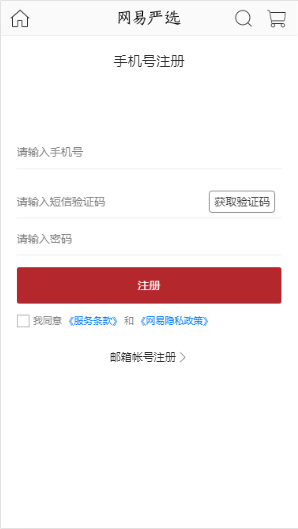 网易严选
手机号注册
请输入手机号
请输入短信验证码 获取验证码
请输入密码
注册
我同意《服务条款》和《网易隐私政策》
邮箱帐号注册